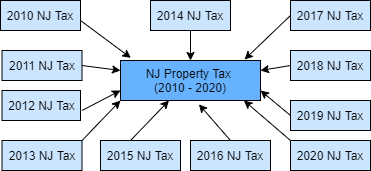 2010 NJ Tax
2014 NJ Tax
2017 NJ Tax
2011 NJ Tax
NJ Property Tax
(2010 - 2020)
2018 NJ Tax
2012 NJ Tax
2019 NJ Tax
2013 NJ Tax
2015 NJ Tax
2016 NJ Tax
2020 NJ Tax